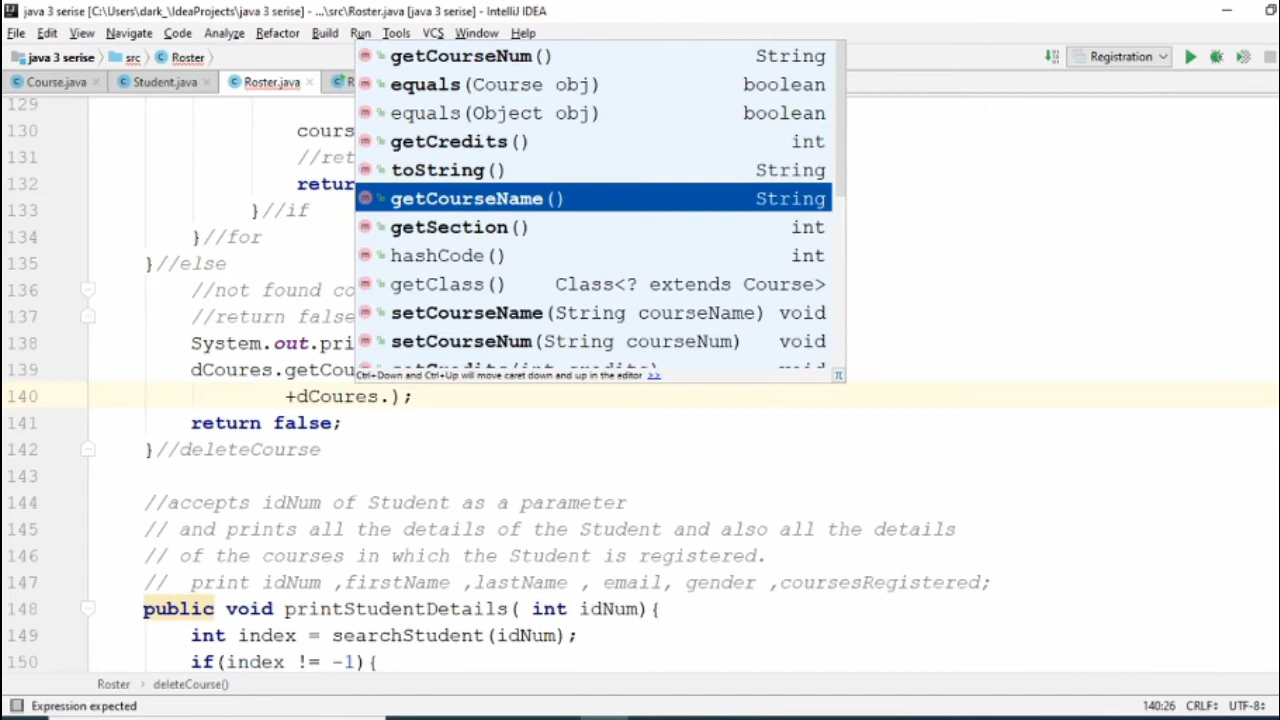 java 3 serise [C:\Users\dark_\IdeaProjects\java 3 serise] - ...\src\Roster.java [java 3 serise] - IntelliJ IDEA
File Edit View Navigate Code Analyze Refactor Build Run Tools VCS Window Help
java 3 serise src Roster Registration
Course.java Student.java Roster.java
129
130 cours
131 //ret
132 retur
133 }//if
134 }//for
135 }//else
136 //not found co
137 //return false
138 System.out.pri
139 dCoures.getCou
140 +dCoures.);
141 return false;
142 }//deleteCourse
143
144 //accepts idNum of Student as a parameter
145 // and prints all the details of the Student and also all the details
146 // of the courses in which the Student is registered.
147 // print idNum ,firstName ,lastName , email, gender ,coursesRegistered;
148 public void printStudentDetails( int idNum){
149 int index = searchStudent(idNum);
150 if(index != -1){
getCourseNum() String
equals(Course obj) boolean
equals(Object obj) boolean
getCredits() int
toString() String
getCourseName() String
getSection() int
hashCode() int
getClass() Class<? extends Course>
setCourseName(String courseName) void
setCourseNum(String courseNum) void
setCredits(int credits) void
Ctrl+Down and Ctrl+Up will move caret down and up in the editor >>
π
Roster deleteCourse()
Expression expected 140:26 CRLF UTF-8